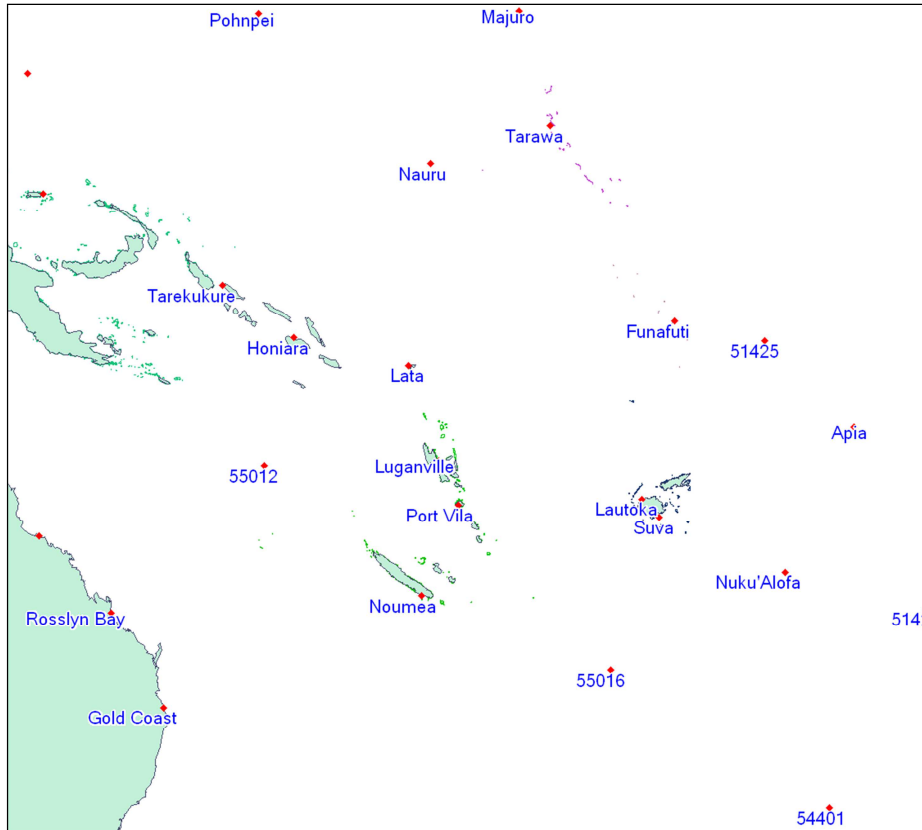 Pohnpei
Majuro
Tarawa
Nauru
Tarekukure
Funafuti
Honiara
51425
Lata
Apia
Luganville
55012
Lautoka
Port Vila
Suva
Nuku'Alofa
Noumea
Rosslyn Bay
514
55016
Gold Coast
54401